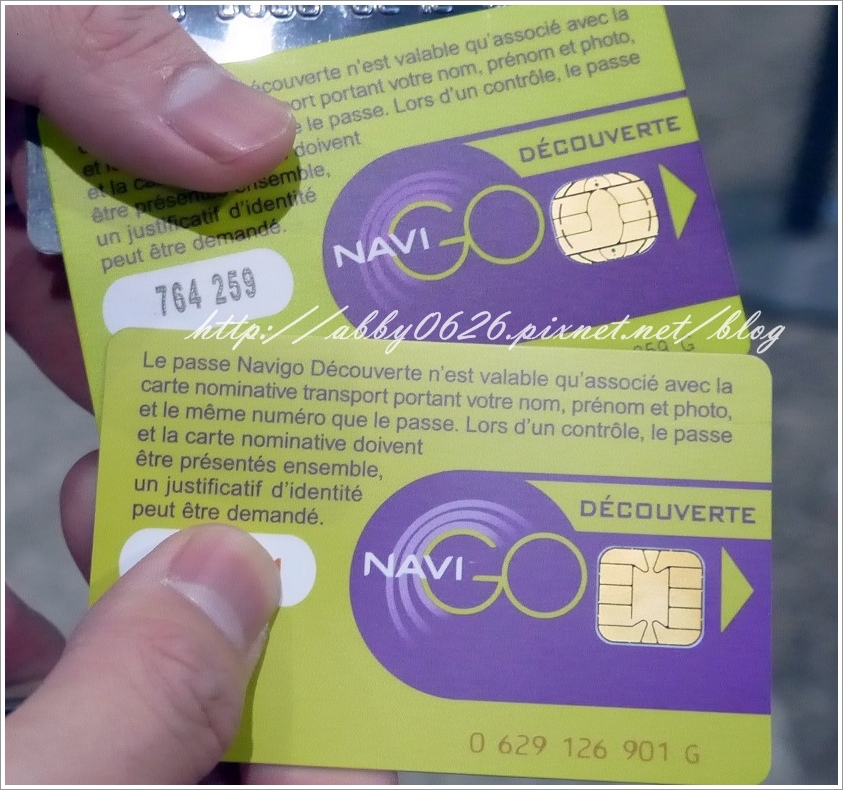 écouverte n'est valable qu'associé avec la
ort portant votre nom, prénom et photo,
le passe. Lors d'un contrôle, le passe
doivent
et la ensemble,
être
un justificatif d'identité
peut être demandé.
DÉCOUVERTE
NAVIGO
764 259
259 G
http://abby0626.pixnet.net/blog
Le passe Navigo Découverte n'est valable qu'associé avec la
carte nominative transport portant votre nom, prénom et photo,
et le même numéro que le passe. Lors d'un contrôle, le passe
et la carte nominative doivent
être présentés ensemble,
un justificatif d'identité
peut être demandé.
DÉCOUVERTE
NAVIGO
0 629 126 901 G